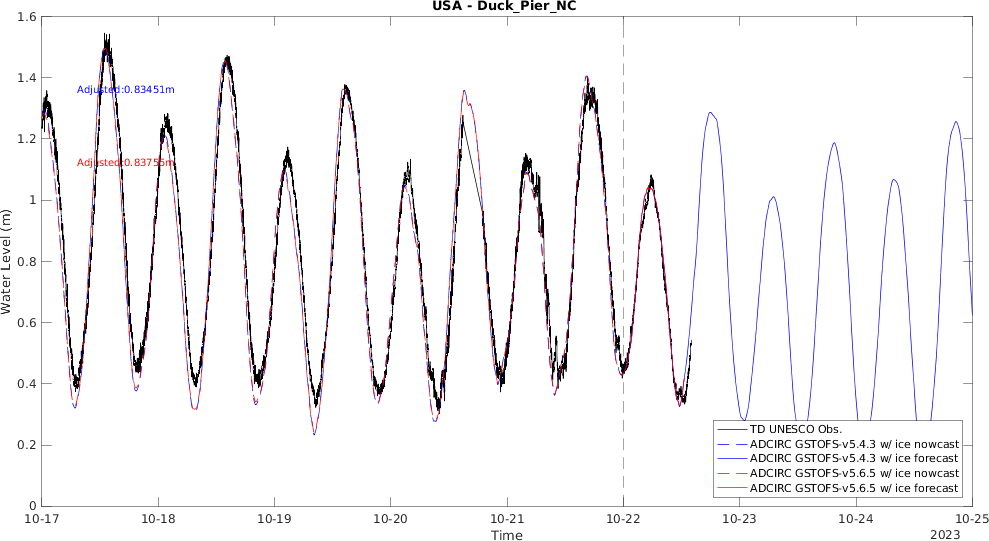 USA - Duck_Pier_NC
1.6
1.4
1.2
1
0.8
0.6
0.4
0.2
0
Water Level (m)
Adjusted:0.83451m
Adjusted:0.83755m
TD UNESCO Obs.
ADCIRC GSTOFS-v5.4.3 w/ ice nowcast
ADCIRC GSTOFS-v5.4.3 w/ ice forecast
ADCIRC GSTOFS-v5.6.5 w/ ice nowcast
ADCIRC GSTOFS-v5.6.5 w/ ice forecast
10-17 10-18 10-19 10-20 10-21 10-22 10-23 10-24 10-25
Time
2023